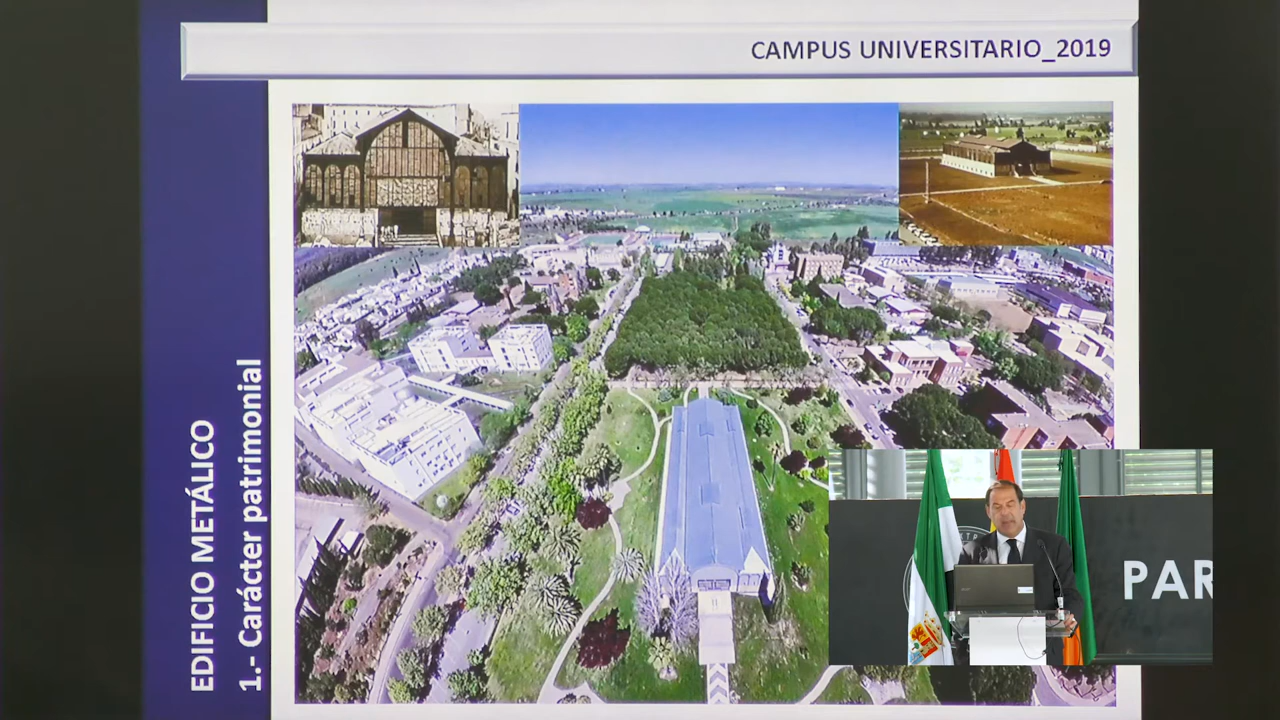 CAMPUS UNIVERSITARIO_2019
EDIFICIO METÁLICO
1.- Carácter patrimonial
PAR